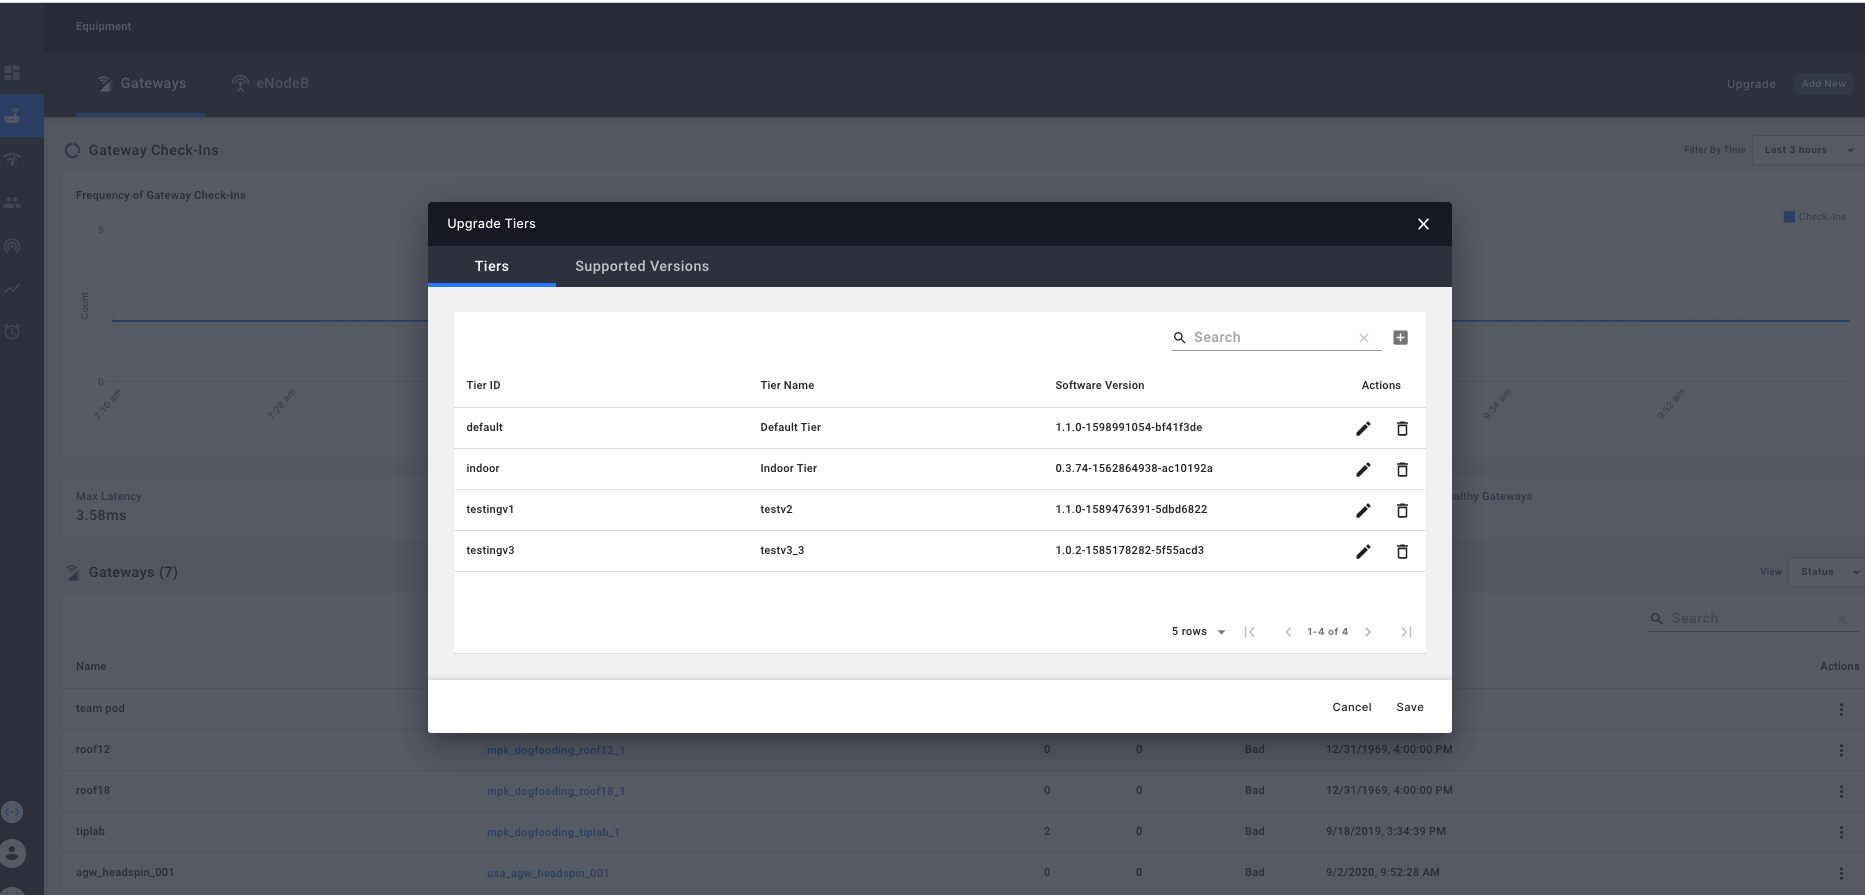 Equipment
Gateways eNodeB Upgrade Add New
Gateway Check-Ins Filter By Time Last 3 hours
Frequency of Gateway Check-Ins
Check-Ins
5
Count
0
7:10 am 7:28 am 9:34 am 9:52 am
Max Latency
3.58ms
althy Gateways
Gateways (7) View Status
Search
Name Actions
team pod
roof12 mpk_dogfooding_roof12_1 0 0 Bad 12/31/1969, 4:00:00 PM
roof18 mpk_dogfooding_roof18_1 0 0 Bad 12/31/1969, 4:00:00 PM
tiplab mpk_dogfooding_tiplab_1 2 0 Bad 9/18/2019, 3:34:39 PM
agw_headspin_001 usa_agw_headspin_001 0 0 Bad 9/2/2020, 9:52:28 AM
Upgrade Tiers
Tiers Supported Versions
Search
Tier ID Tier Name Software Version Actions
default Default Tier 1.1.0-1598991054-bf41f3de
indoor Indoor Tier 0.3.74-1562864938-ac10192a
testingv1 testv2 1.1.0-1589476391-5dbd6822
testingv3 testv3_3 1.0.2-1585178282-5f55acd3
5 rows 1-4 of 4
Cancel Save